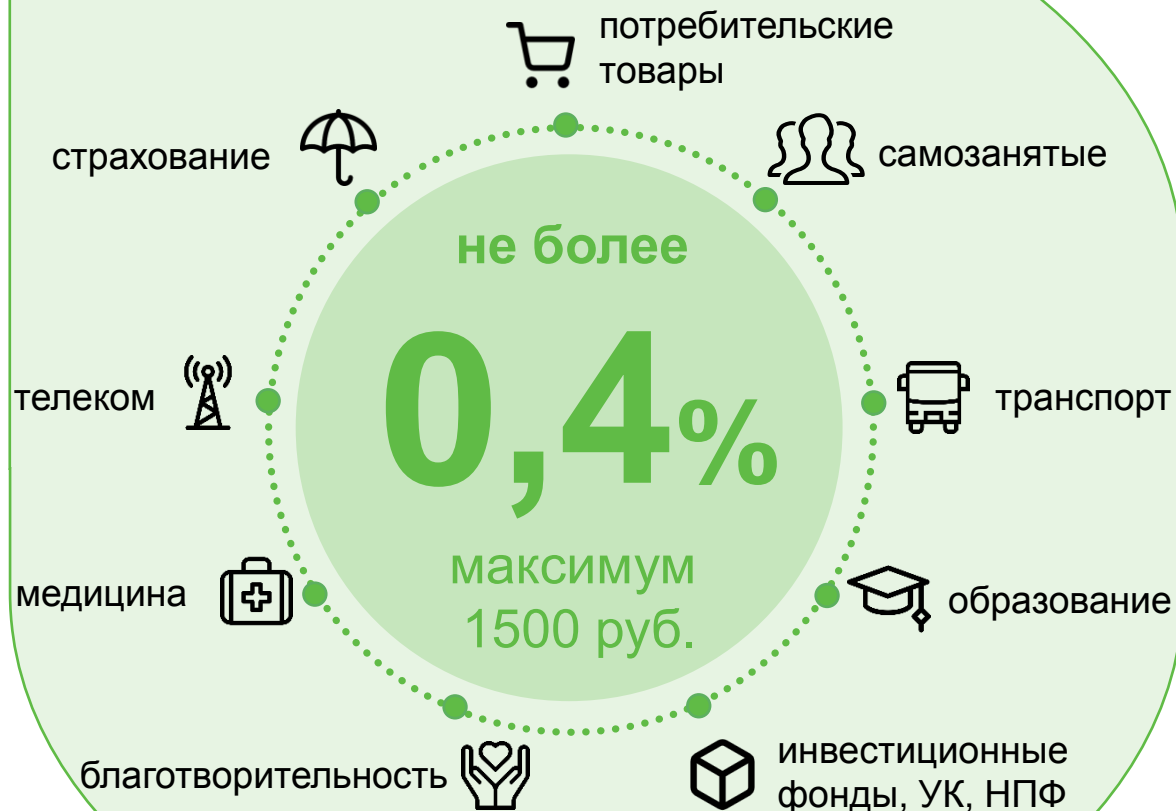 потребительские
товары
страхование
самозанятые
не более
0,4%
телеком
транспорт
максимум
1500 руб.
медицина
образование
благотворительность
инвестиционные
фонды, УК, НПФ